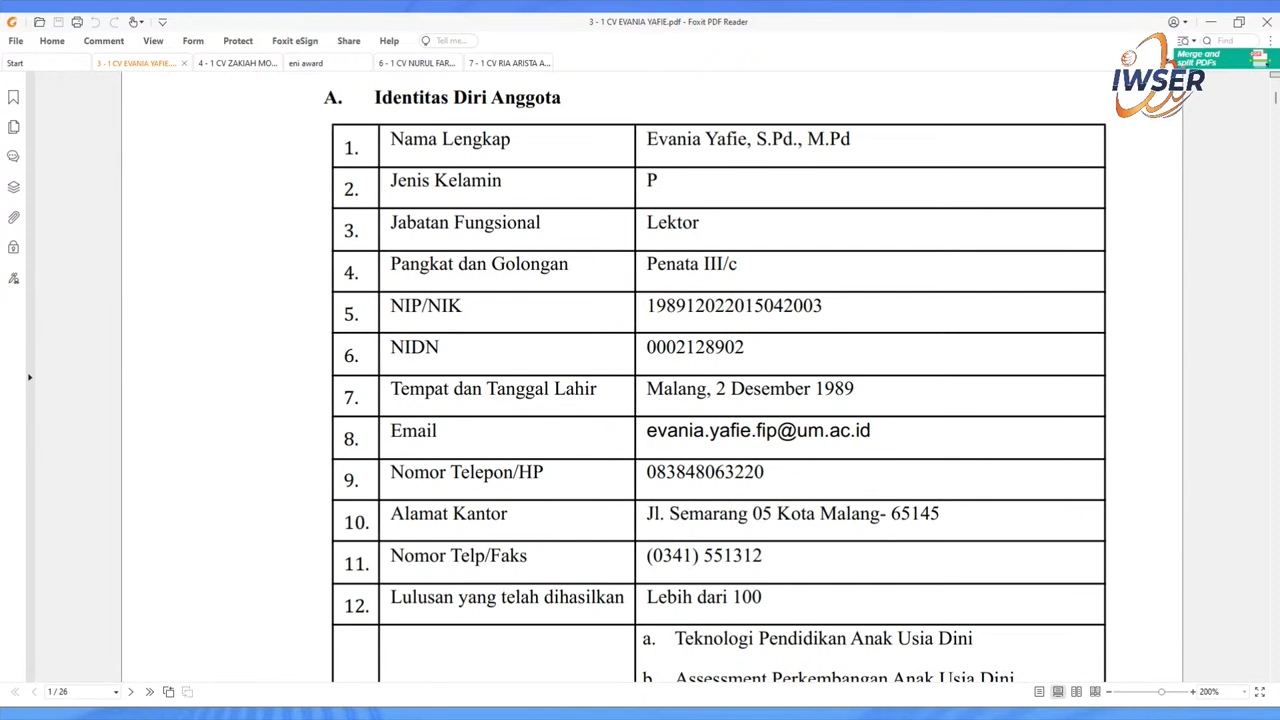 3 - 1 CV EVANIA YAFIE.pdf - Foxit PDF Reader
File Home Comment View Form Protect Foxit eSign Share Help Tell me... Find
Start 3 - 1 CV EVANIA YAFIE.... 4 - 1 CV ZAKIAH MO... eni award 6 - 1 CV NURUL FAR... 7 - 1 CV RIA ARISTA A...
Merge and
split PDFs
IWSER
A. Identitas Diri Anggota
1. Nama Lengkap Evania Yafie, S.Pd., M.Pd
2. Jenis Kelamin P
3. Jabatan Fungsional Lektor
4. Pangkat dan Golongan Penata III/c
5. NIP/NIK 198912022015042003
6. NIDN 0002128902
7. Tempat dan Tanggal Lahir Malang, 2 Desember 1989
8. Email evania.yafie.fip@um.ac.id
9. Nomor Telepon/HP 083848063220
10. Alamat Kantor Jl. Semarang 05 Kota Malang- 65145
11. Nomor Telp/Faks (0341) 551312
12. Lulusan yang telah dihasilkan Lebih dari 100
a. Teknologi Pendidikan Anak Usia Dini
b. Assessment Perkembangan Anak Usia Dini
1 / 26 200%